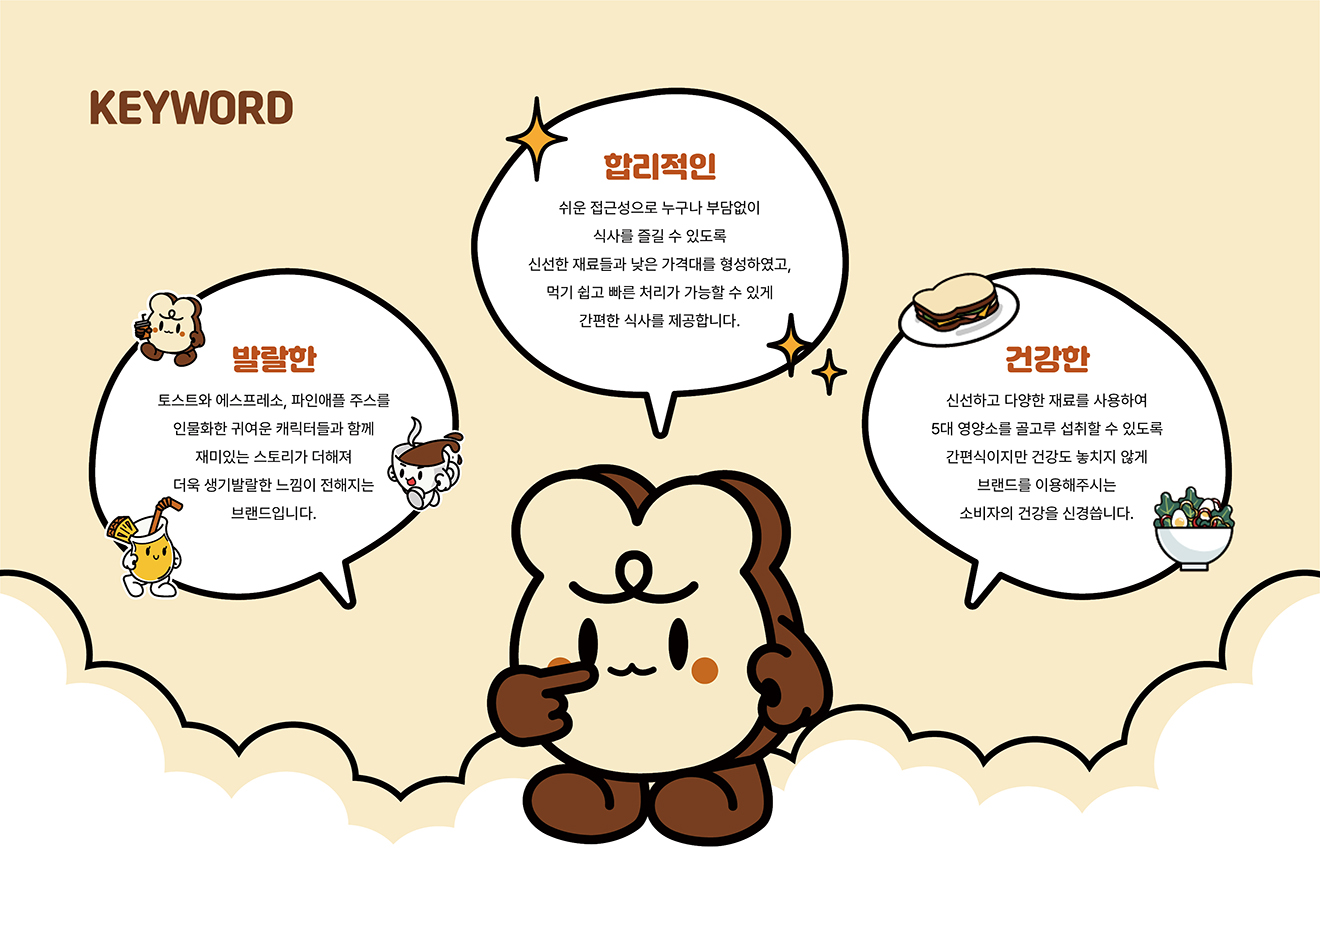 KEYWORD
합리적인
쉬운 접근성으로 누구나 부담없이
식사를 즐길 수 있도록
신선한 재료들과 낮은 가격대를 형성하였고,
먹기 쉽고 빠른 처리가 가능할 수 있게
간편한 식사를 제공합니다.
발랄한
토스트와 에스프레소, 파인애플 주스를
인물화한 귀여운 캐릭터들과 함께
재미있는 스토리가 더해져
더욱 생기발랄한 느낌이 전해지는
브랜드입니다.
건강한
신선하고 다양한 재료를 사용하여
5대 영양소를 골고루 섭취할 수 있도록
간편식이지만 건강도 놓치지 않게
브랜드를 이용해주시는
소비자의 건강을 신경씁니다.